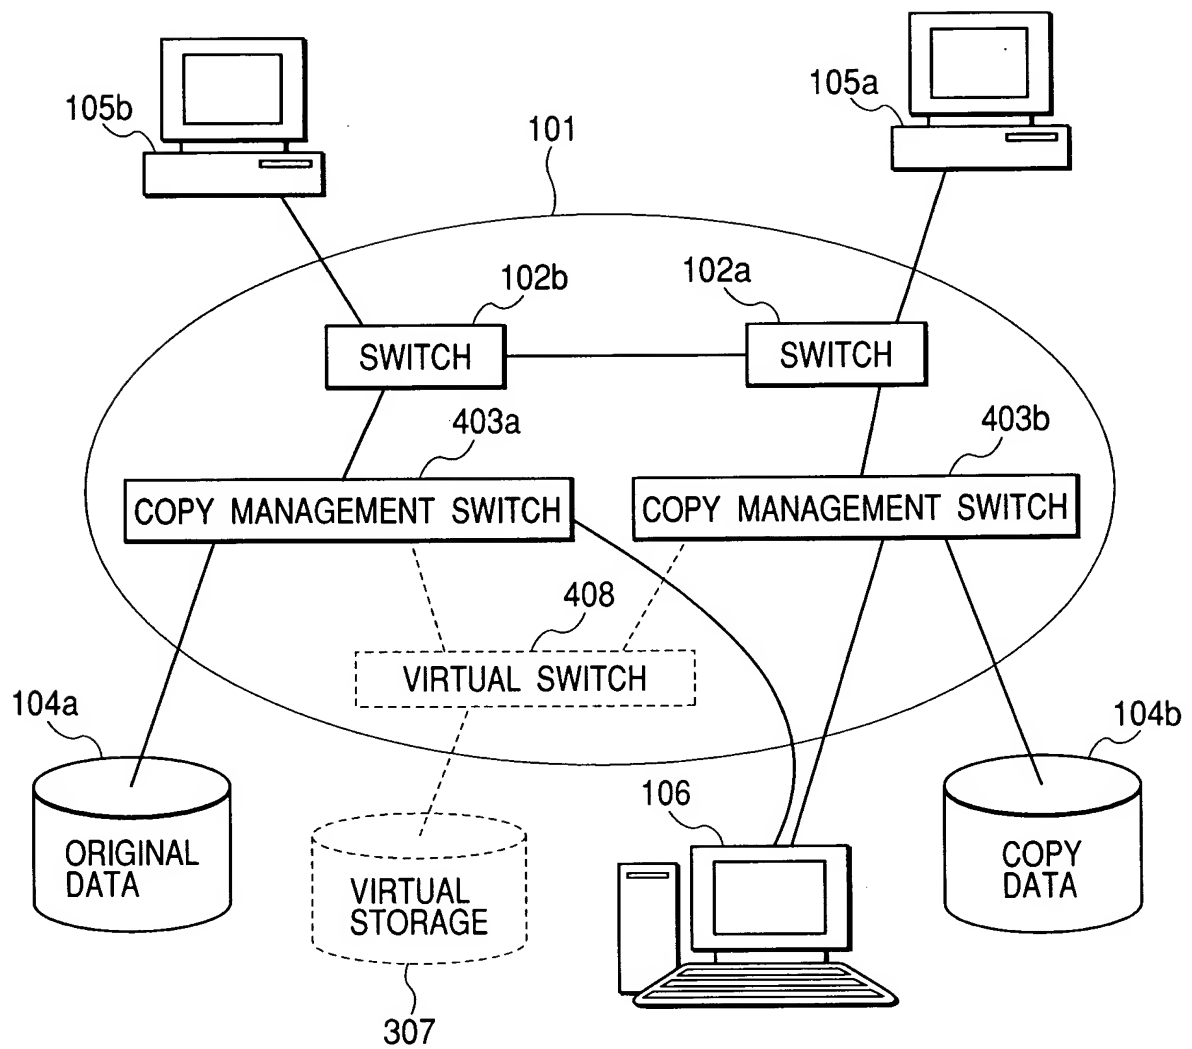 105b
105a
101
102b
102a
SWITCH
SWITCH
403a
403b
COPY MANAGEMENT SWITCH
COPY MANAGEMENT SWITCH
408
VIRTUAL SWITCH
104a
104b
106
ORIGINAL
DATA
COPY
DATA
VIRTUAL
STORAGE
307